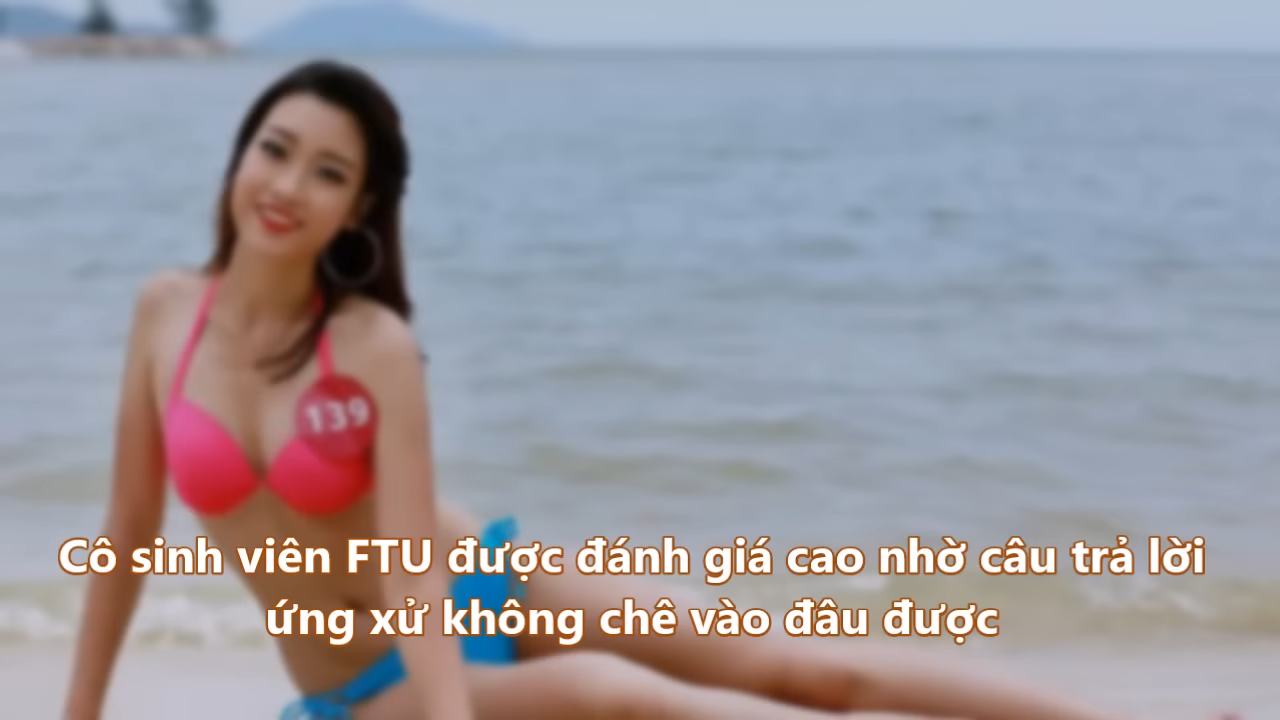 139
Cô sinh viên FTU được đánh giá cao nhờ câu trả lời
ứng xử không chê vào đâu được